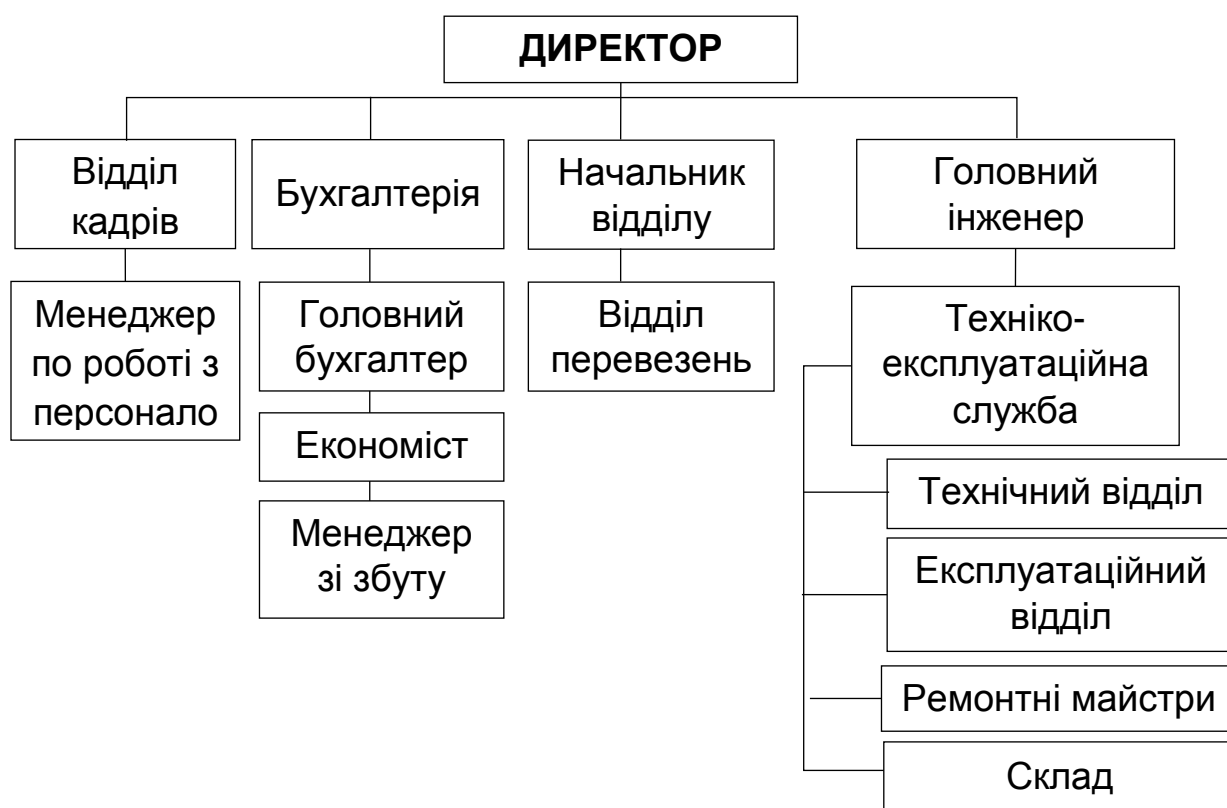 ДИРЕКТОР
Відділ
кадрів
Бухгалтерія
Начальник
відділу
Головний
інженер
Менеджер
по роботі з
персонало
Головний
бухгалтер
Економіст
Менеджер
зі збуту
Відділ
перевезень
Техніко-
експлуатаційна
служба
Технічний відділ
Експлуатаційний
відділ
Ремонтні майстри
Склад